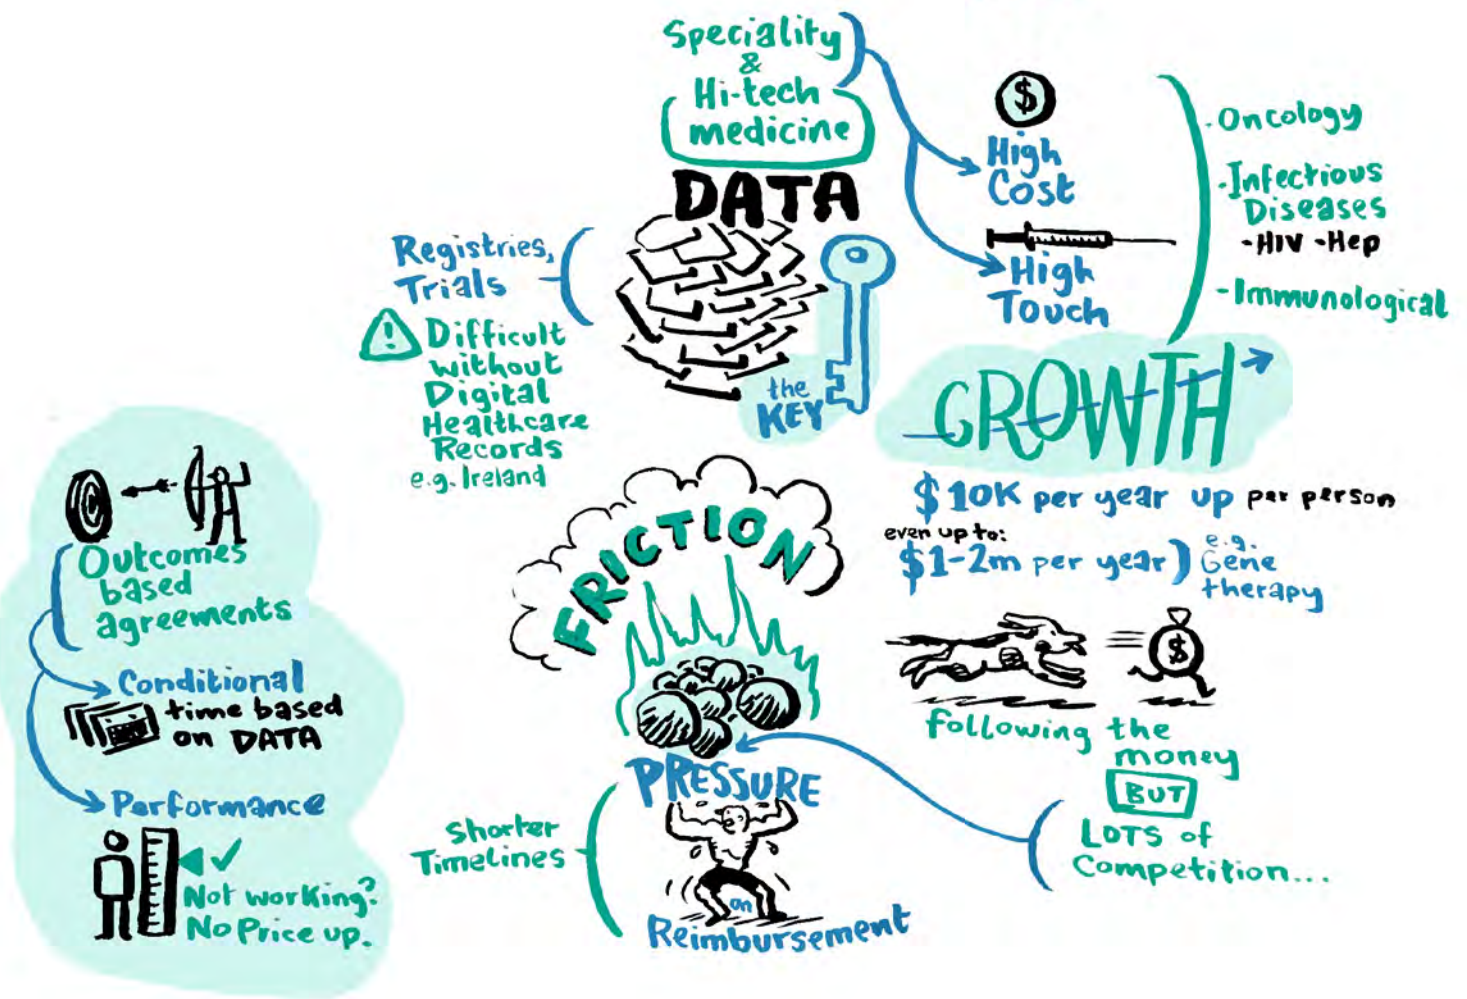 Speciality
&
Hi-tech
medicine
$
High
Cost
High
Touch
-Oncology
-Infectious
Diseases
-HIV -Hep
-Immunological
DATA
Registries,
Trials
!
Difficult
without
Digital
Healthcare
Records
e.g. Ireland
the
KEY
GROWTH
$10K per year up per person
even up to:
$1-2m per year) e.g.
Gene
therapy
$
following the
money
BUT
LOTS of
Competition...
FRICTION
PRESSURE
on
Reimbursement
Shorter
Timelines
Outcomes
based
agreements
Conditional
time based
on DATA
Performance
Not working?
No Price up.